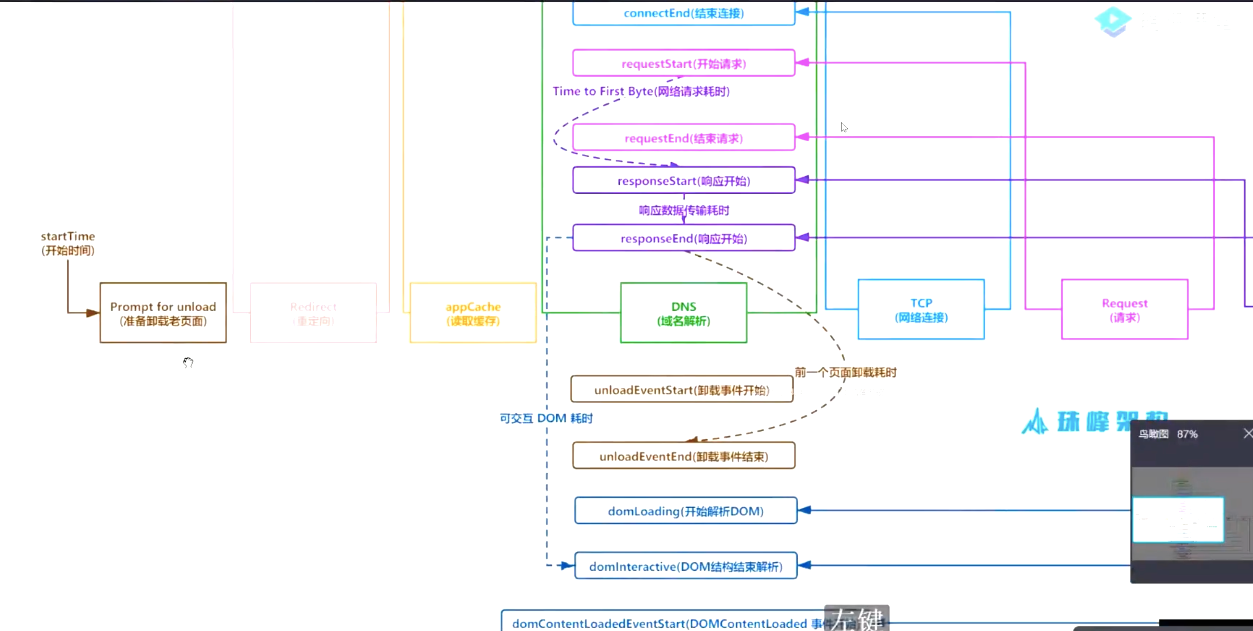 connectEnd(结束连接)
requestStart(开始请求)
Time to First Byte(网络请求耗时)
requestEnd(结束请求)
responseStart(响应开始)
响应数据传输耗时
responseEnd(响应开始)
startTime
(开始时间)
Prompt for unload
(准备卸载老页面)
Redirect
(重定向)
appCache
(读取缓存)
DNS
(域名解析)
TCP
(网络连接)
Request
(请求)
前一个页面卸载耗时
unloadEventStart(卸载事件开始)
可交互 DOM 耗时
珠峰架构
鸟瞰图 87%
unloadEventEnd(卸载事件结束)
domLoading(开始解析DOM)
domInteractive(DOM结构结束解析)
domContentLoadedEventStart(DOMContentLoaded 事件
左键